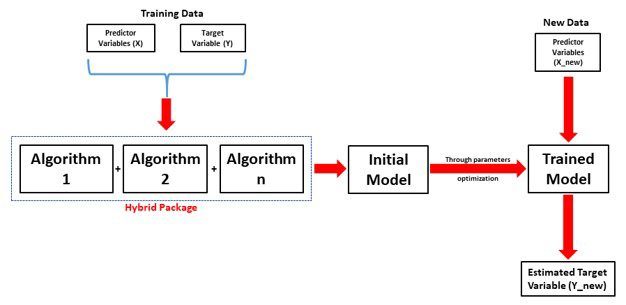 Training Data
Predictor
Variables (X)
Target
Variable (Y)
New Data
Predictor
Variables
(X_new)
Algorithm
1
+
Algorithm
2
+
Algorithm
n
Hybrid Package
Initial
Model
Through parameters
optimization
Trained
Model
Estimated Target
Variable (Y_new)